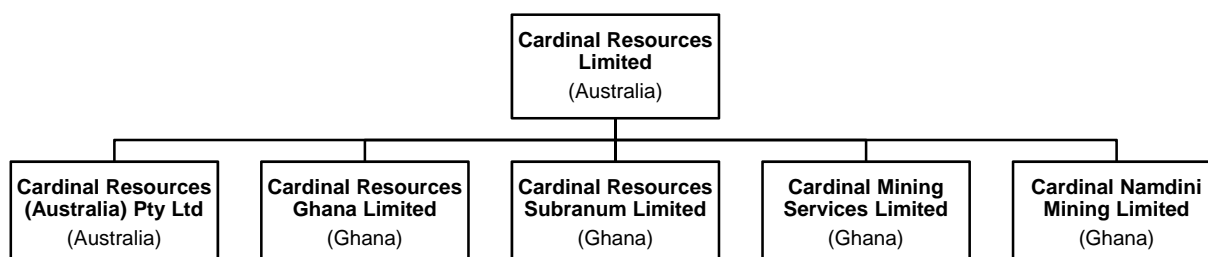 Cardinal Resources
Limited
(Australia)
Cardinal Resources
(Australia) Pty Ltd
(Australia)
Cardinal Resources
Ghana Limited
(Ghana)
Cardinal Resources
Subranum Limited
(Ghana)
Cardinal Mining
Services Limited
(Ghana)
Cardinal Namdini
Mining Limited
(Ghana)